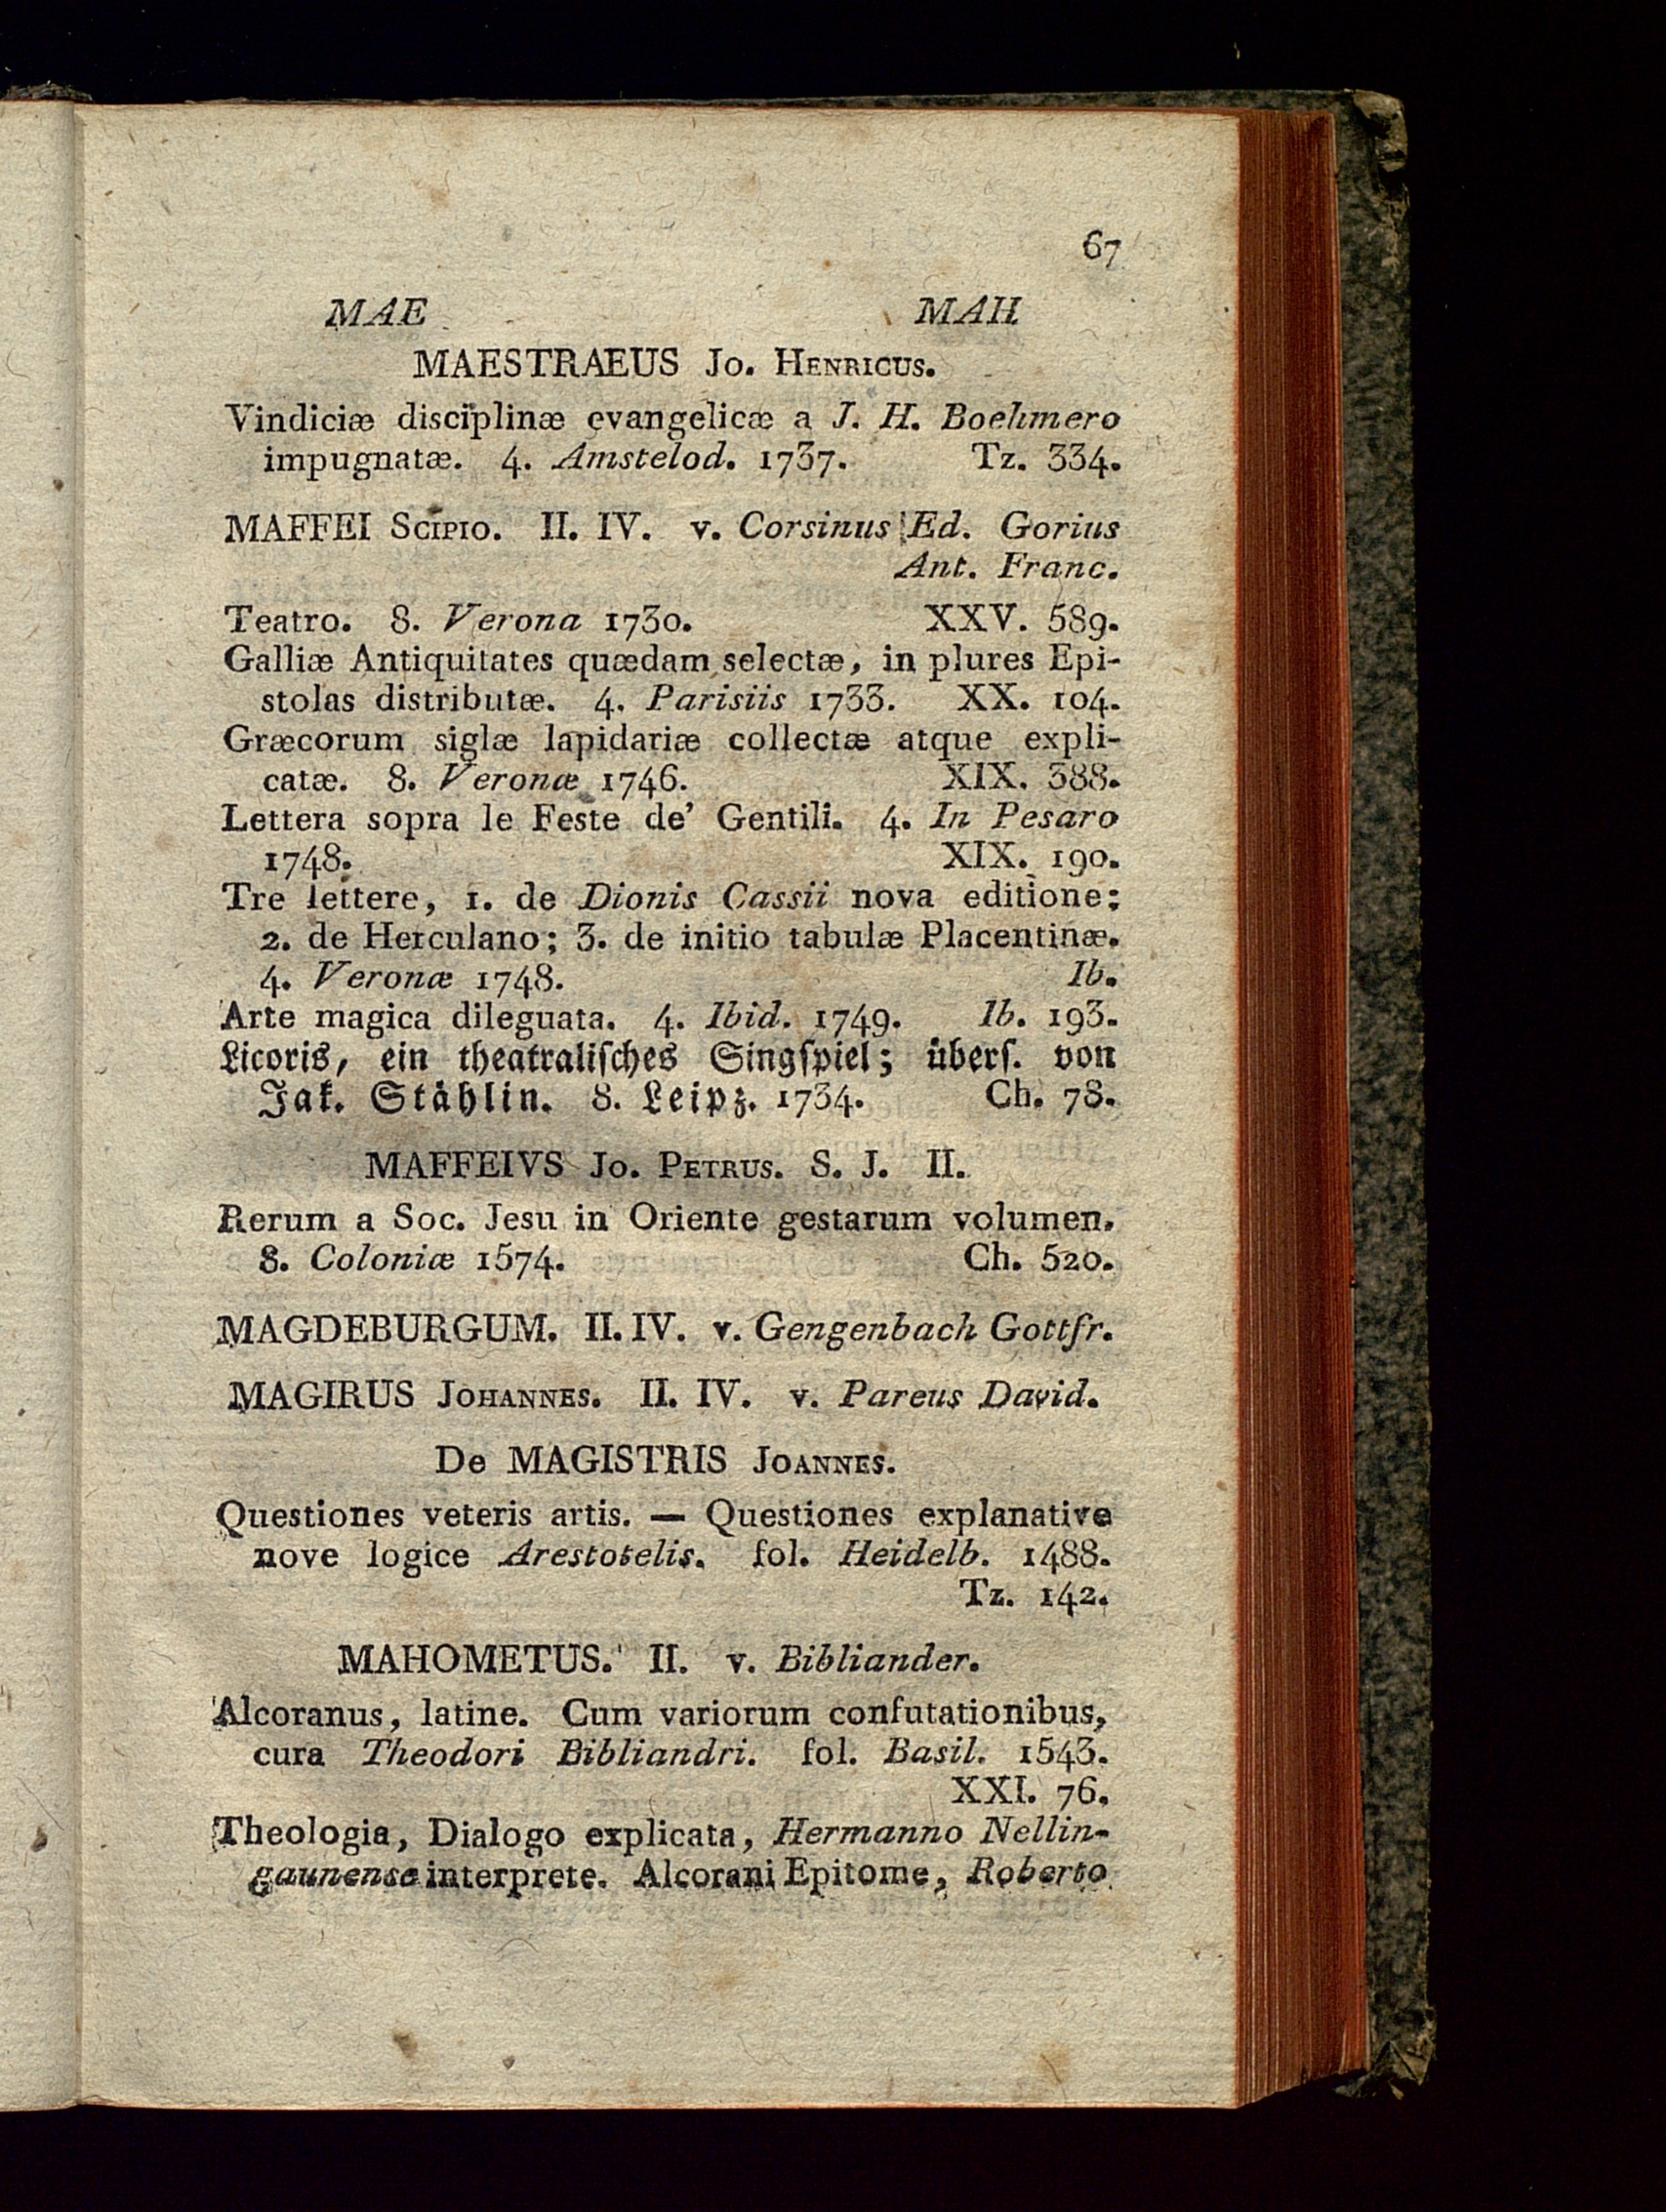 67
MAE MAH
MAESTRAEUS Jo. Henricus.
Vindiciæ disciplinæ evangelicæ a J. H. Boehmero
impugnatæ. 4. Amstelod. 1737. Tz. 334.
MAFFEI Scipio. II. IV. v. Corsinus Ed. Gorius
Ant. Franc.
Teatro. 8. Verona 1730. XXV. 589.
Galliæ Antiquitates quædam selectæ, in plures Epi-
stolas distributæ. 4. Parisiis 1733. XX. 104.
Græcorum siglæ lapidariæ collectæ atque expli-
catæ. 8. Veronæ 1746. XIX. 388.
Lettera sopra le Feste de' Gentili. 4. In Pesaro
1748. XIX. 190.
Tre lettere, 1. de Dionis Cassii nova editione;
2. de Herculano; 3. de initio tabulæ Placentinæ.
4. Veronæ 1748. Ib.
Arte magica dileguata. 4. Ibid. 1749. Ib. 193.
Licoris, ein theatralisches Singspiel; übers. von
Jak. Stählin. 8. Leipz. 1734. Ch. 78.
MAFFEIVS Jo. Petrus. S. J. II.
Rerum a Soc. Jesu in Oriente gestarum volumen.
8. Coloniæ 1574. Ch. 520.
MAGDEBURGUM. II. IV. v. Gengenbach Gottfr.
MAGIRUS Johannes. II. IV. v. Pareus David.
De MAGISTRIS Joannes.
Questiones veteris artis. — Questiones explanative
nove logice Arestotelis. fol. Heidelb. 1488.
Tz. 142.
MAHOMETUS. II. v. Bibliander.
Alcoranus, latine. Cum variorum confutationibus,
cura Theodori Bibliandri. fol. Basil. 1543.
XXI. 76.
Theologia, Dialogo explicata, Hermanno Nellin-
gaunense interprete. Alcorani Epitome, Roberto